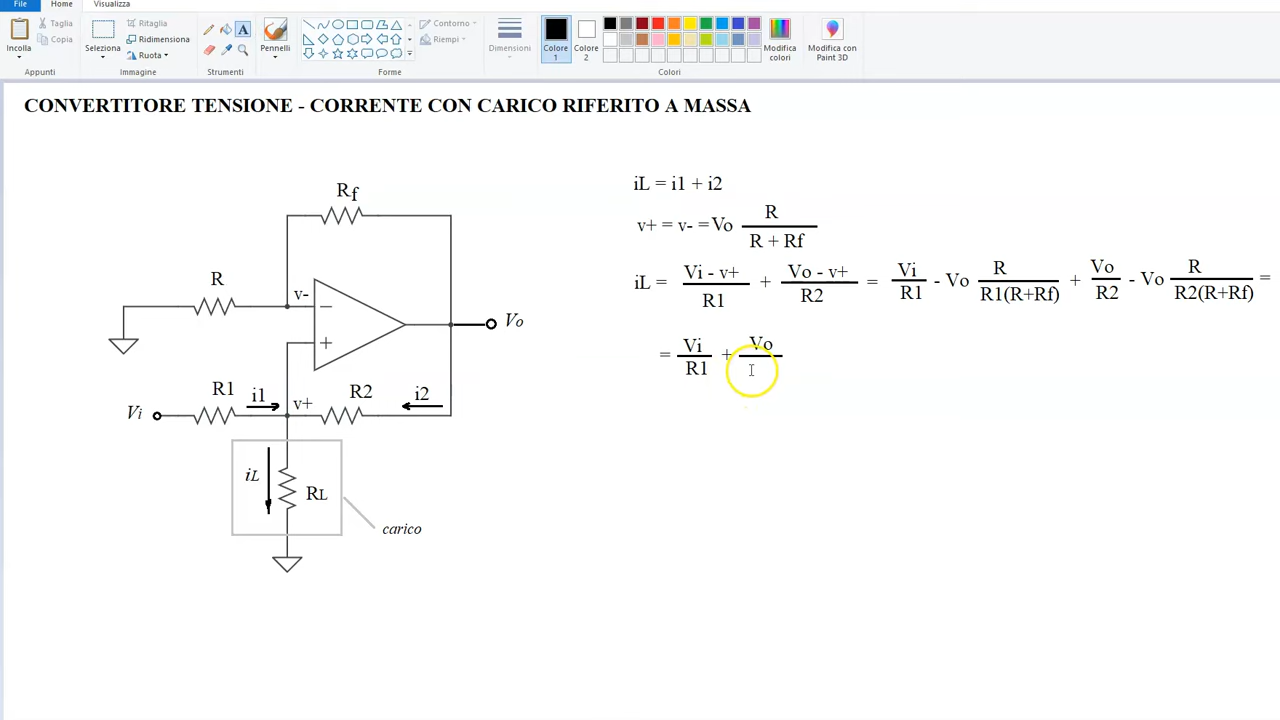 File Home Visualizza
Incolla Taglia Copia Appunti
Seleziona Ritaglia Ridimensiona Ruota Immagine
A Strumenti
Pennelli
Forme Contorno Riempi
Dimensioni
Colore 1 Colore 2 Colori
Modifica colori
Modifica con Paint 3D
CONVERTITORE TENSIONE - CORRENTE CON CARICO RIFERITO A MASSA
Rf
R
v-
−
+
Vo
R1
i1
v+
R2
i2
Vi
iL
RL
carico
iL = i1 + i2
v+ = v- =Vo R / R + Rf
iL = Vi - v+ / R1 + Vo - v+ / R2 = Vi / R1 - Vo R / R1(R+Rf) + Vo / R2 - Vo R / R2(R+Rf) =
= Vi / R1 + Vo